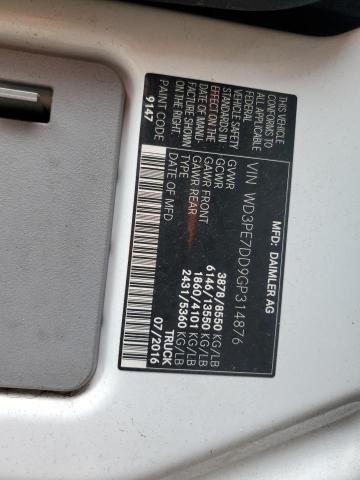 MFD: DAIMLER AG
VIN WD3PE7DD9GP314876
GVWR 3878/8550 KG/LB
GCWR 6146/13550 KG/LB
GAWR FRONT 1860/4101 KG/LB
GAWR REAR 2431/5360 KG/LB
TYPE TRUCK
DATE OF MFD 07/2016
THIS VEHICLE
CONFORMS TO
ALL APPLICABLE
FEDERAL
VEHICLE SAFETY
STANDARDS IN
EFFECT ON THE
DATE OF MANU-
FACTURE SHOWN
ON THE RIGHT.
PAINT CODE
9147